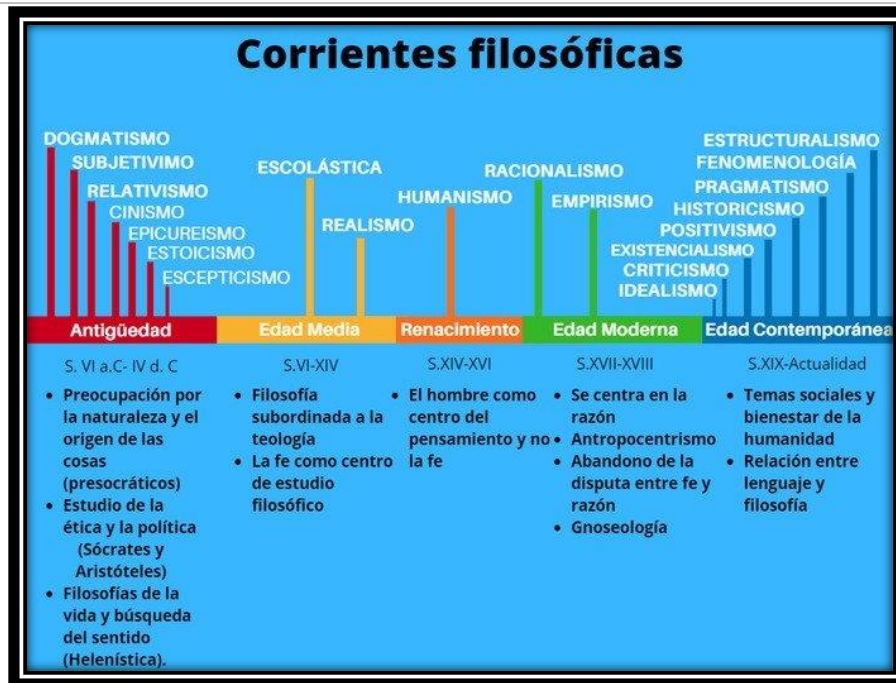 Corrientes filosóficas
DOGMATISMO
SUBJETIVIMO
RELATIVISMO
CINISMO
EPICUREISMO
ESTOICISMO
ESCEPTICISMO
ESCOLÁSTICA
REALISMO
HUMANISMO
RACIONALISMO
EMPIRISMO
ESTRUCTURALISMO
FENOMENOLOGÍA
PRAGMATISMO
HISTORICISMO
POSITIVISMO
EXISTENCIALISMO
CRITICISMO
IDEALISMO
Antigüedad
S. VI a.C- IV d. C
• Preocupación por
la naturaleza y el
origen de las
cosas
(presocráticos)
• Estudio de la
ética y la política
(Sócrates y
Aristóteles)
• Filosofías de la
vida y búsqueda
del sentido
(Helenística).
Edad Media
S.VI-XIV
• Filosofía
subordinada a la
teología
• La fe como centro
de estudio
filosófico
Renacimiento
S.XIV-XVI
• El hombre como
centro del
pensamiento y no
la fe
Edad Moderna
S.XVII-XVIII
• Se centra en la
razón
• Antropocentrismo
• Abandono de la
disputa entre fe y
razón
• Gnoseología
Edad Contemporánea
S.XIX-Actualidad
• Temas sociales y
bienestar de la
humanidad
• Relación entre
lenguaje y
filosofía